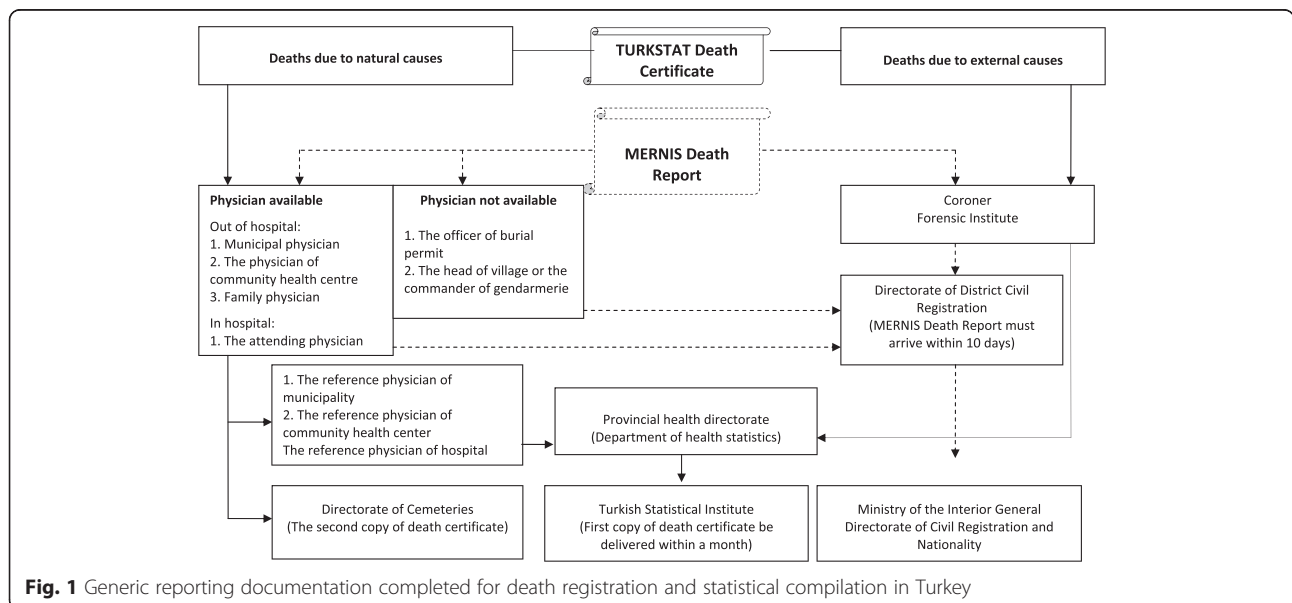 Deaths due to natural causes
TURKSTAT Death
Certificate
Deaths due to external causes
MERNIS Death
Report
Physician available
Out of hospital:
1. Municipal physician
2. The physician of
community health centre
3. Family physician
In hospital:
1. The attending physician
Physician not available
1. The officer of burial
permit
2. The head of village or the
commander of gendarmerie
Coroner
Forensic Institute
Directorate of District Civil
Registration
(MERNIS Death Report must
arrive within 10 days)
1. The reference physician of
municipality
2. The reference physician of
community health center
The reference physician of hospital
Provincial health directorate
(Department of health statistics)
Directorate of Cemeteries
(The second copy of death certificate)
Turkish Statistical Institute
(First copy of death certificate be
delivered within a month)
Ministry of the Interior General
Directorate of Civil Registration and
Nationality
Fig. 1 Generic reporting documentation completed for death registration and statistical compilation in Turkey